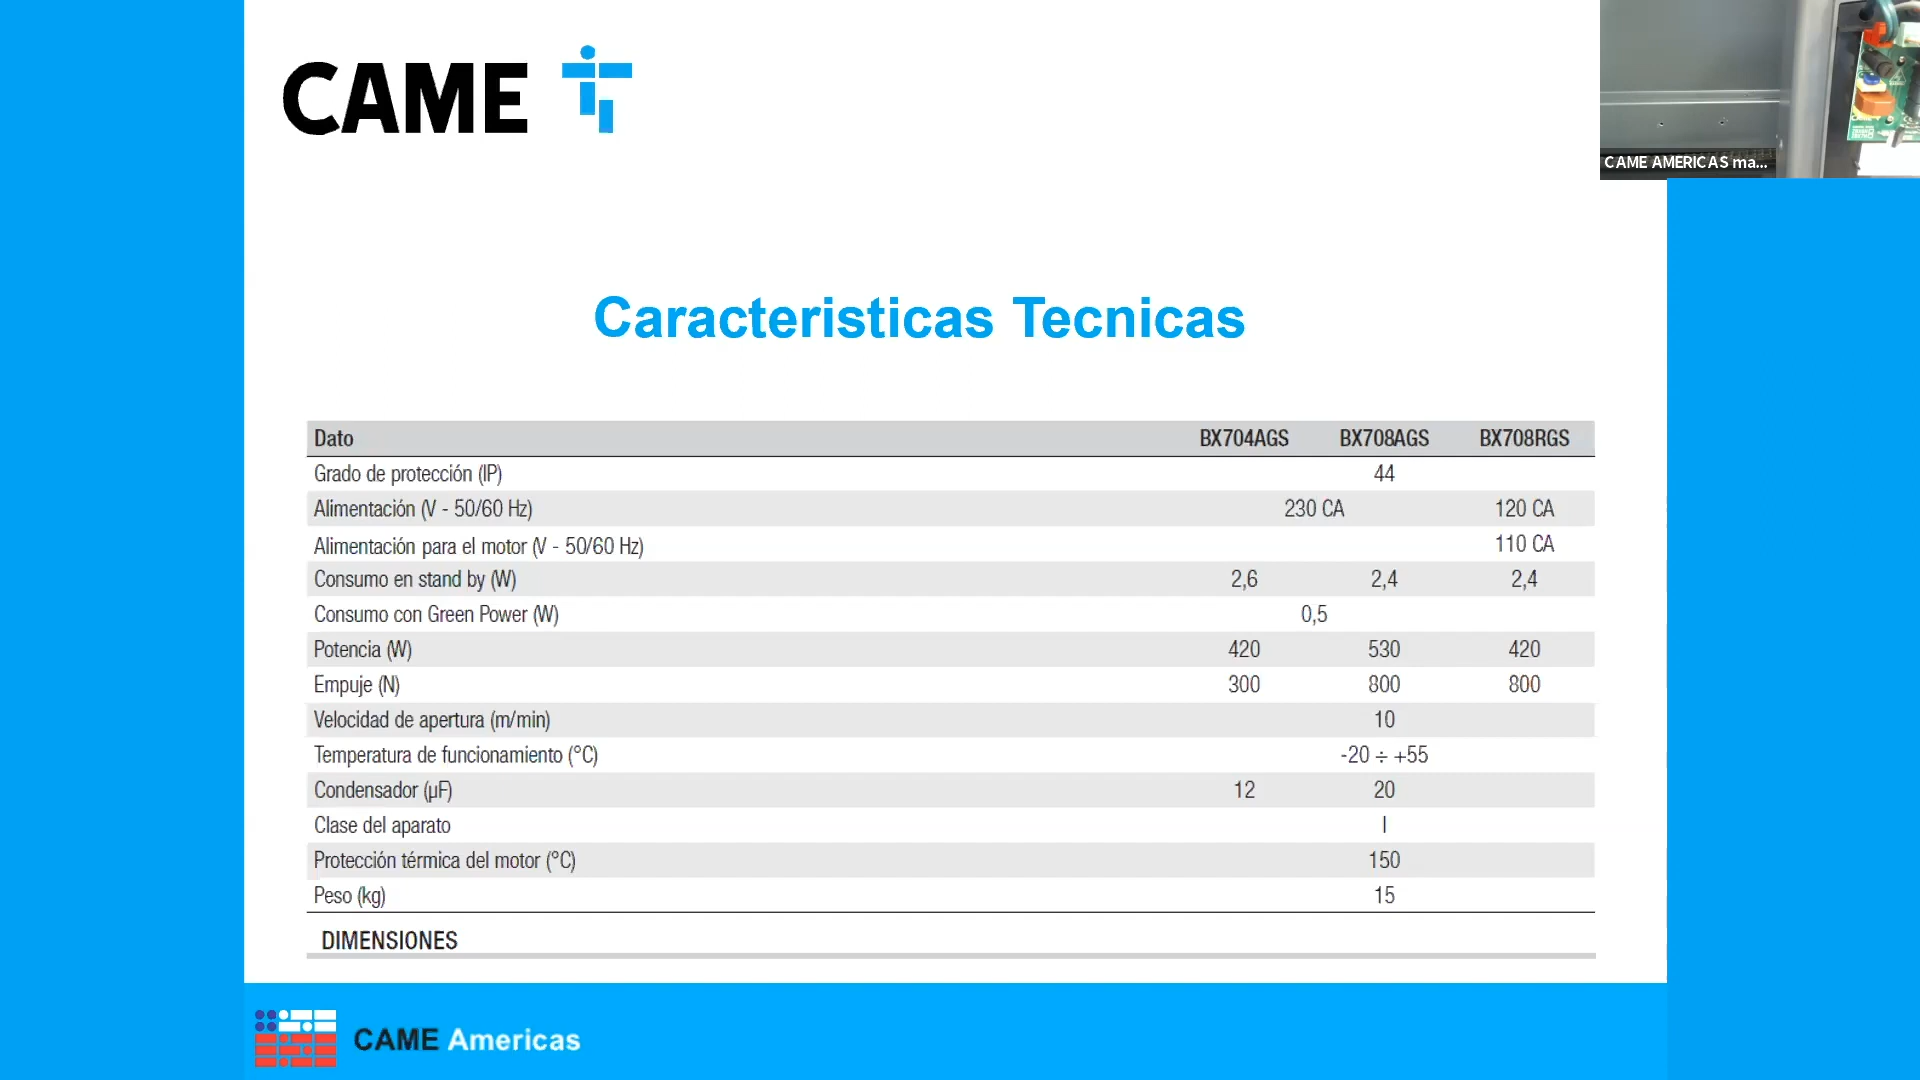 CAME
CAME AMERICAS ma...
Caracteristicas Tecnicas
Dato BX704AGS BX708AGS BX708RGS
Grado de protección (IP) 44
Alimentación (V - 50/60 Hz) 230 CA 120 CA
Alimentación para el motor (V - 50/60 Hz) 110 CA
Consumo en stand by (W) 2,6 2,4 2,4
Consumo con Green Power (W) 0,5
Potencia (W) 420 530 420
Empuje (N) 300 800 800
Velocidad de apertura (m/min) 10
Temperatura de funcionamiento (°C) -20 ÷ +55
Condensador (µF) 12 20
Clase del aparato I
Protección térmica del motor (°C) 150
Peso (kg) 15
DIMENSIONES
CAME Americas